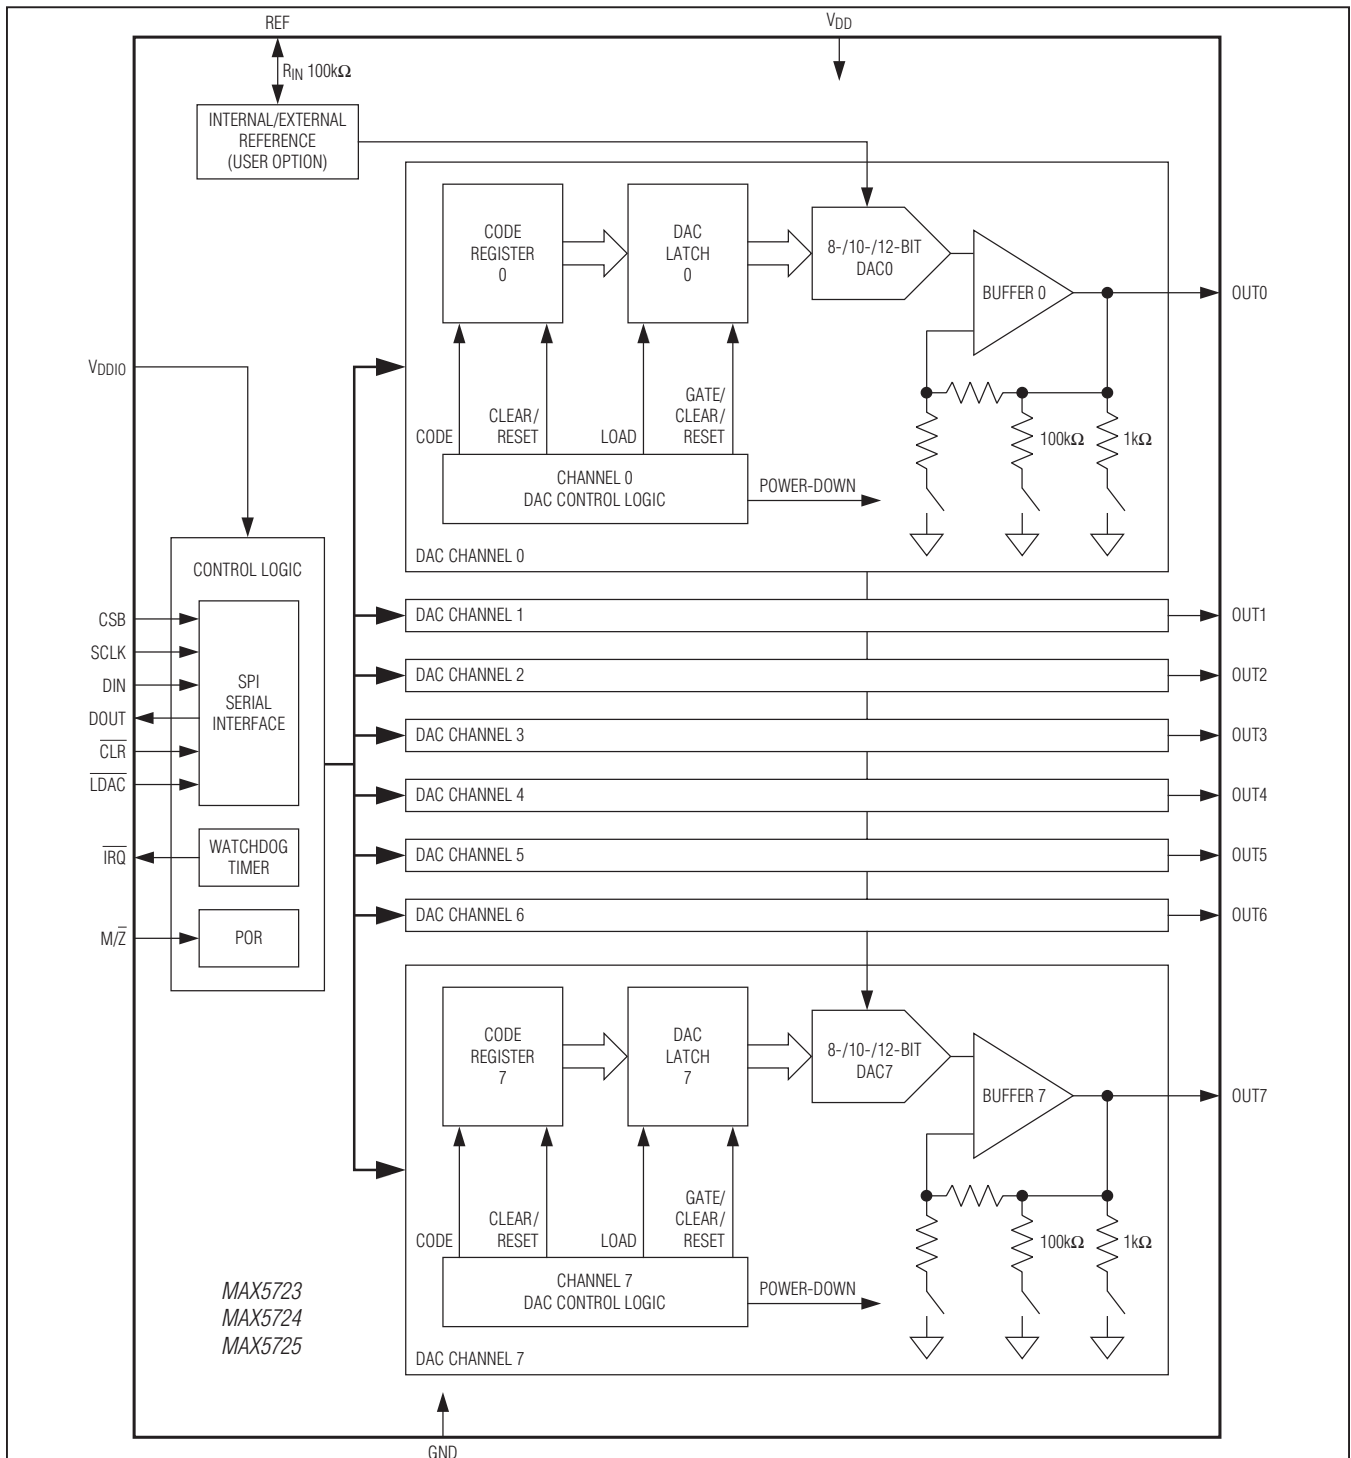 REF
VDD
RIN 100kΩ
INTERNAL/EXTERNAL
REFERENCE
(USER OPTION)
CODE
REGISTER
0
DAC
LATCH
0
8-/10-/12-BIT
DAC0
BUFFER 0
OUT0
VDDIO
CODE
CLEAR/
RESET
LOAD
GATE/
CLEAR/
RESET
100kΩ
1kΩ
CHANNEL 0
DAC CONTROL LOGIC
POWER-DOWN
DAC CHANNEL 0
CONTROL LOGIC
CSB
SCLK
DIN
DOUT
C̅L̅R̅
L̅D̅A̅C̅
SPI
SERIAL
INTERFACE
I̅R̅Q̅
WATCHDOG
TIMER
M/Z̅
POR
DAC CHANNEL 1
OUT1
DAC CHANNEL 2
OUT2
DAC CHANNEL 3
OUT3
DAC CHANNEL 4
OUT4
DAC CHANNEL 5
OUT5
DAC CHANNEL 6
OUT6
CODE
REGISTER
7
DAC
LATCH
7
8-/10-/12-BIT
DAC7
BUFFER 7
OUT7
CODE
CLEAR/
RESET
LOAD
GATE/
CLEAR/
RESET
100kΩ
1kΩ
CHANNEL 7
DAC CONTROL LOGIC
POWER-DOWN
DAC CHANNEL 7
MAX5723
MAX5724
MAX5725
GND